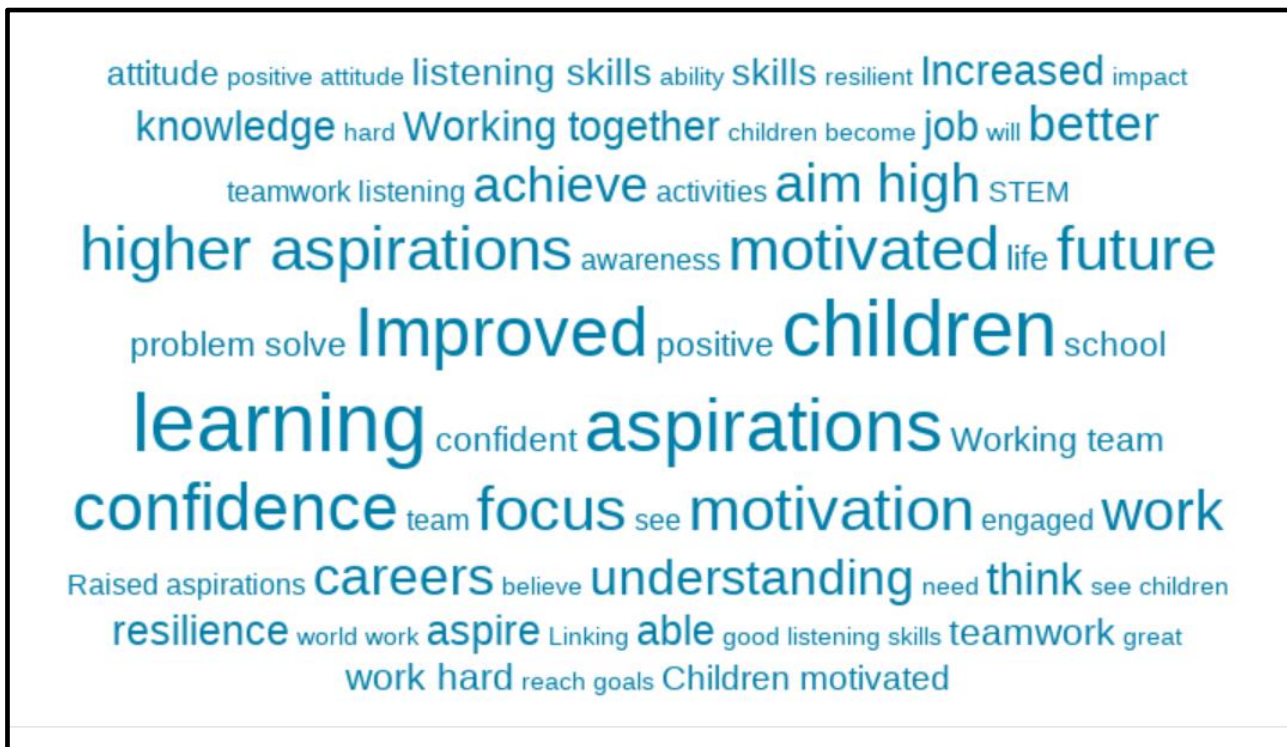 attitude positive attitude listening skills ability skills resilient Increased impact
knowledge hard Working together children become job will better
teamwork listening achieve activities aim high STEM
higher aspirations awareness motivated life future
problem solve Improved positive children school
learning confident aspirations Working team
confidence team focus see motivation engaged work
Raised aspirations careers believe understanding need think see children
resilience world work aspire Linking able good listening skills teamwork great
work hard reach goals Children motivated